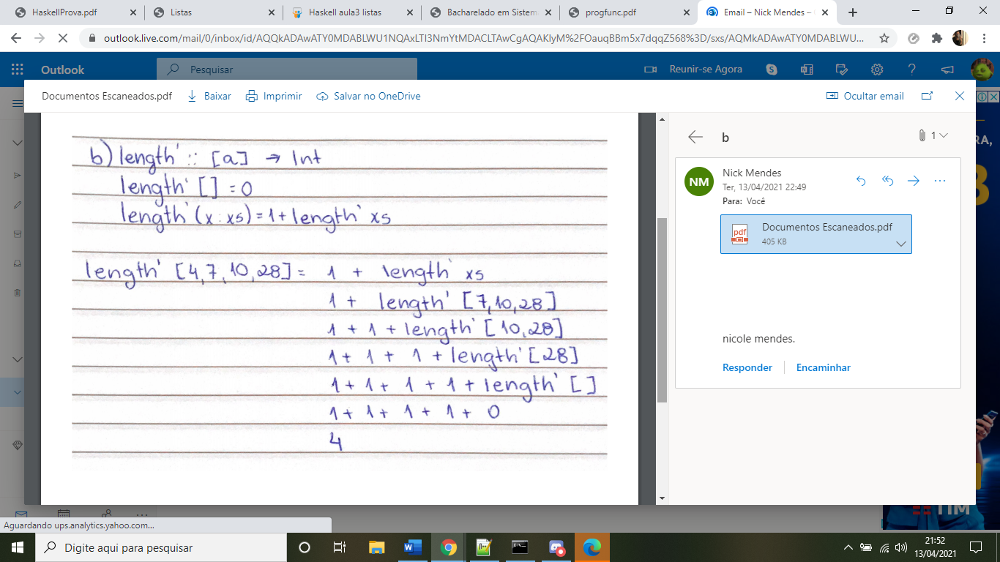 HaskellProva.pdf
Listas
Haskell aula3 listas
Bacharelado em Sistem
progfunc.pdf
Email – Nick Mendes –
outlook.live.com/mail/0/inbox/id/AQQkADAwATY0MDABLWU1NQAxLTI3NmYtMDACLTAwCgAQAKlyM%2FOauqBBm5x7dqqZ568%3D/sxs/AQMkADAwATY0MDABLWU...
Outlook
Pesquisar
Reunir-se Agora
Documentos Escaneados.pdf
Baixar
Imprimir
Salvar no OneDrive
Ocultar email
b) length' :: [a] → Int
length' [] = 0
length' (x:xs) = 1 + length' xs
length' [4,7,10,28] = 1 + length' xs
1 + length' [7,10,28]
1 + 1 + length' [10,28]
1 + 1 + 1 + length' [28]
1 + 1 + 1 + 1 + length' []
1 + 1 + 1 + 1 + 0
4
b
1
NM
Nick Mendes
Ter, 13/04/2021 22:49
Para: Você
pdf
Documentos Escaneados.pdf
405 KB
nicole mendes.
Responder
Encaminhar
RA,
TIM
Aguardando ups.analytics.yahoo.com...
Digite aqui para pesquisar
21:52
13/04/2021